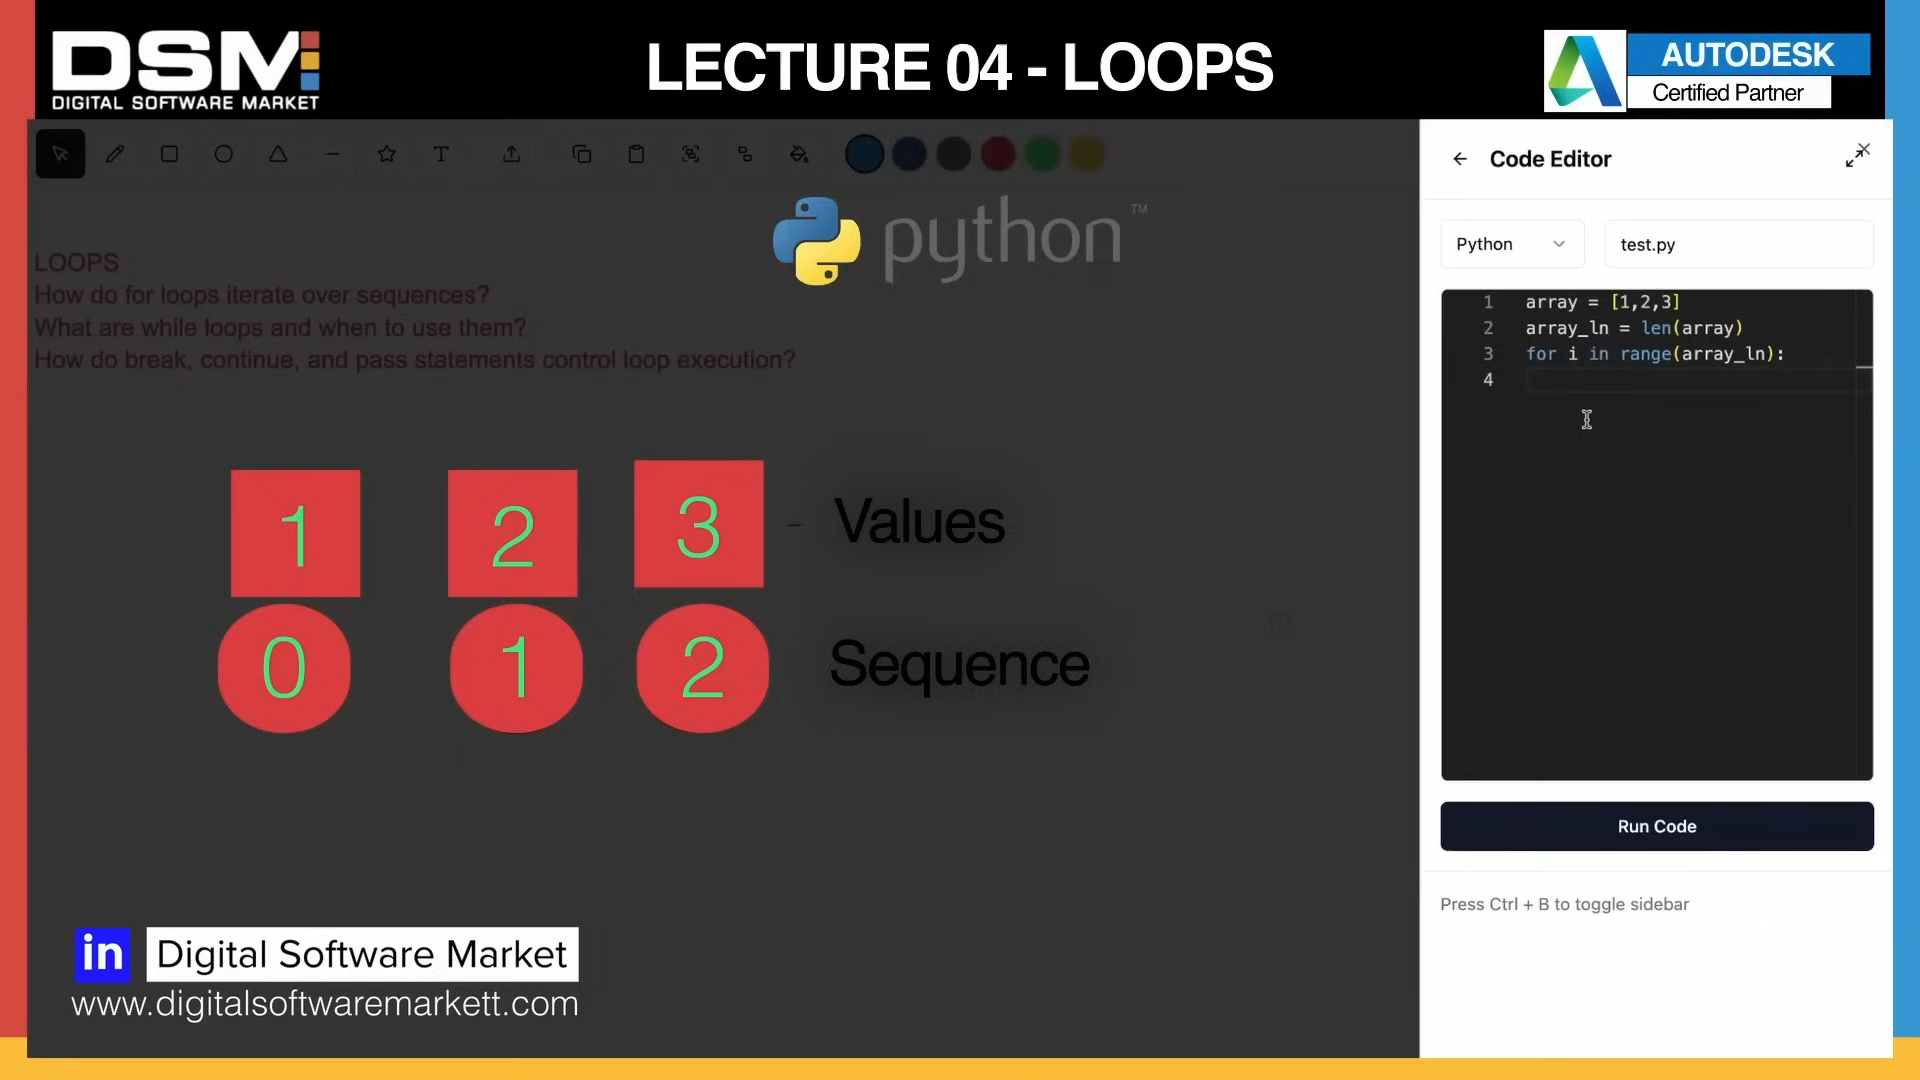 DSM
DIGITAL SOFTWARE MARKET
LECTURE 04 - LOOPS
AUTODESK
Certified Partner
T
python
TM
LOOPS
How do for loops iterate over sequences?
What are while loops and when to use them?
How do break, continue, and pass statements control loop execution?
1 2 3 - Values
0 1 2 Sequence
in Digital Software Market
www.digitalsoftwaremarkett.com
Code Editor
Python
test.py
1 array = [1,2,3]
2 array_ln = len(array)
3 for i in range(array_ln):
4
Run Code
Press Ctrl + B to toggle sidebar